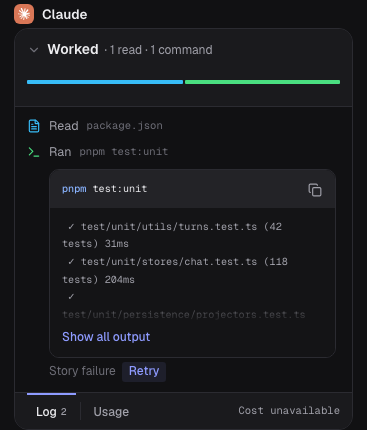 Claude
Worked · 1 read · 1 command
Read package.json
Ran pnpm test:unit
pnpm test:unit
✓ test/unit/utils/turns.test.ts (42
tests) 31ms
✓ test/unit/stores/chat.test.ts (118
tests) 204ms
✓
test/unit/persistence/projectors.test.ts
Show all output
Story failure Retry
Log 2 Usage Cost unavailable